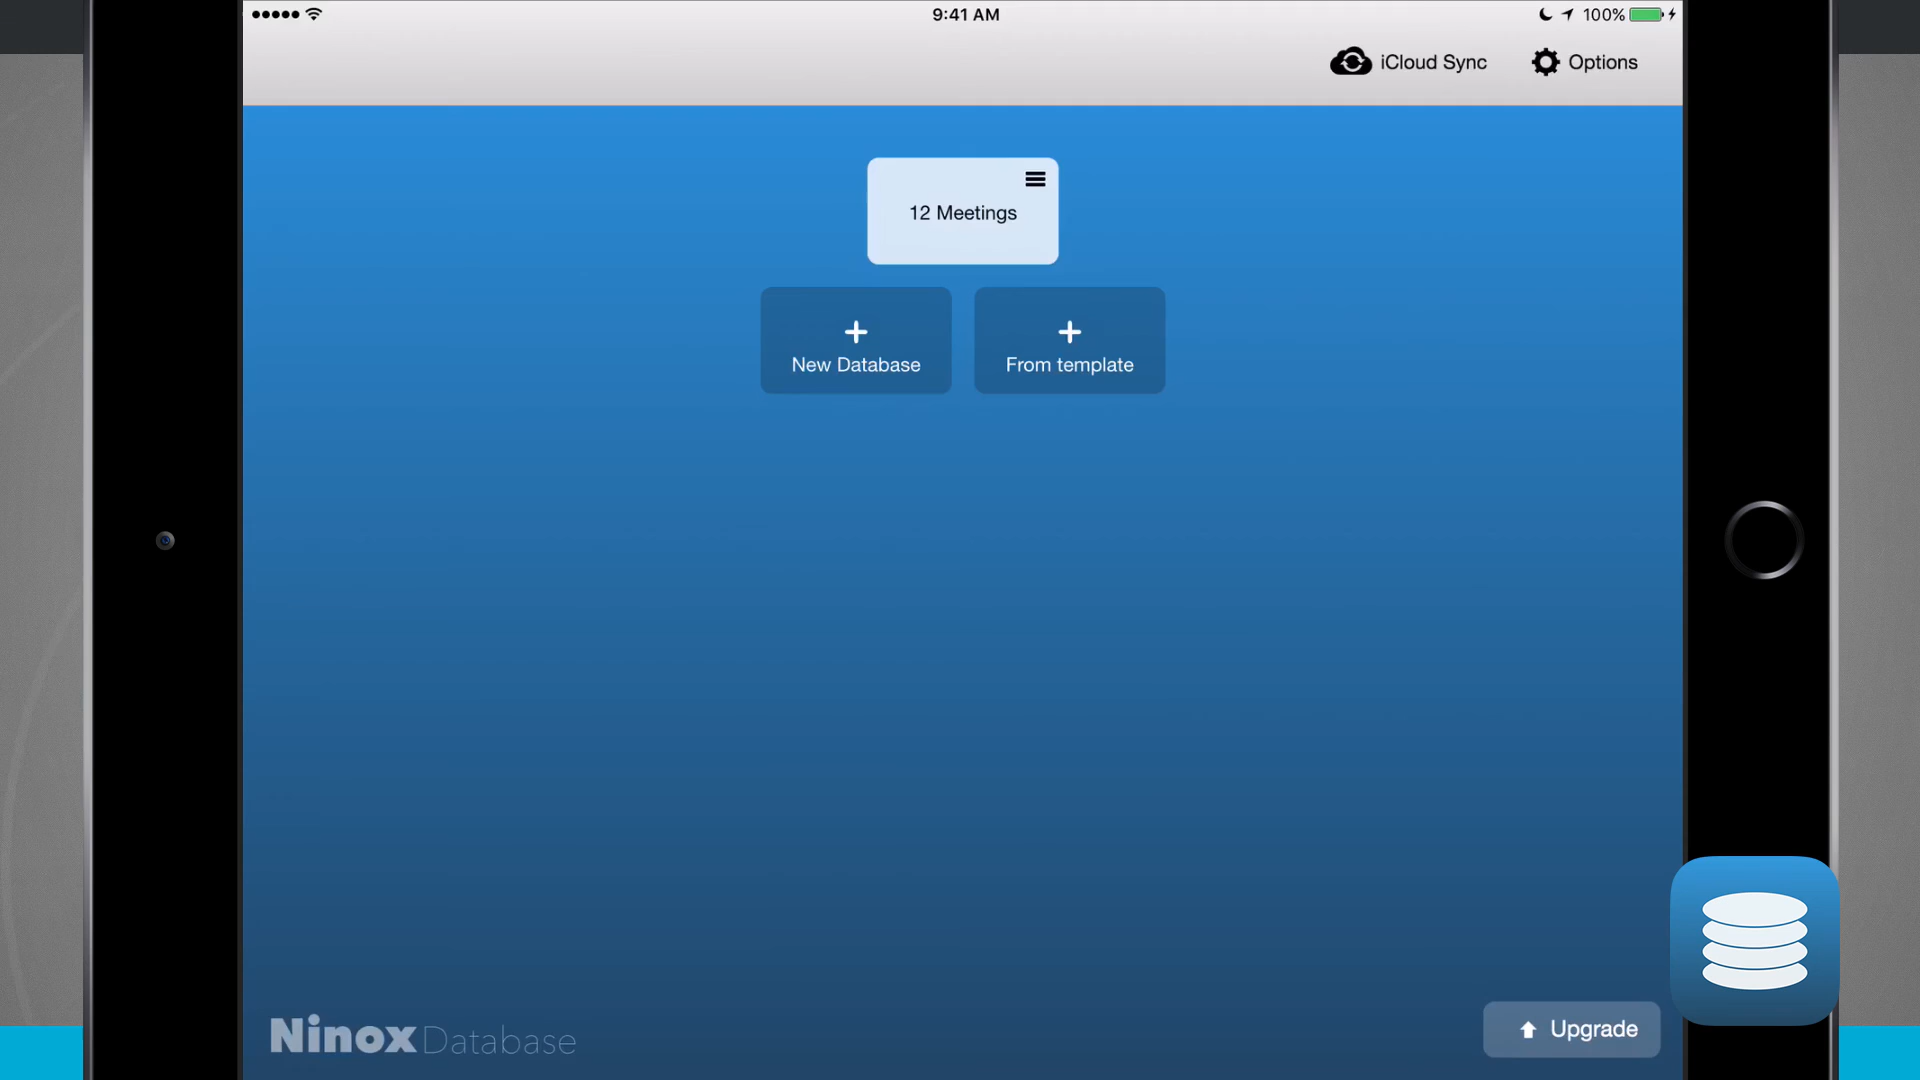 9:41 AM
100%
iCloud Sync
Options
12 Meetings
New Database
From template
Ninox Database
Upgrade